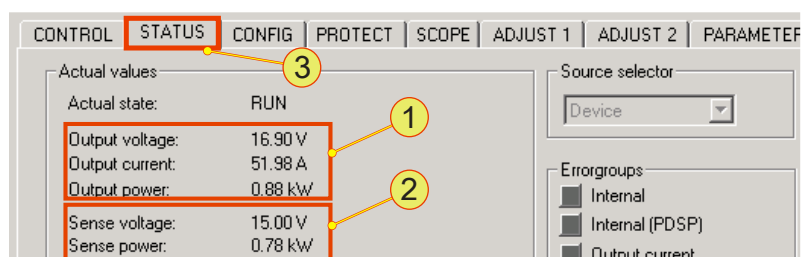 CONTROL STATUS CONFIG PROTECT SCOPE ADJUST 1 ADJUST 2 PARAMETER
3
Actual values
Actual state: RUN
1
Output voltage: 16.90 V
Output current: 51.98 A
Output power: 0.88 kW
2
Sense voltage: 15.00 V
Sense power: 0.78 kW
Source selector
Device
Errorgroups
Internal
Internal (PDSP)
Output current